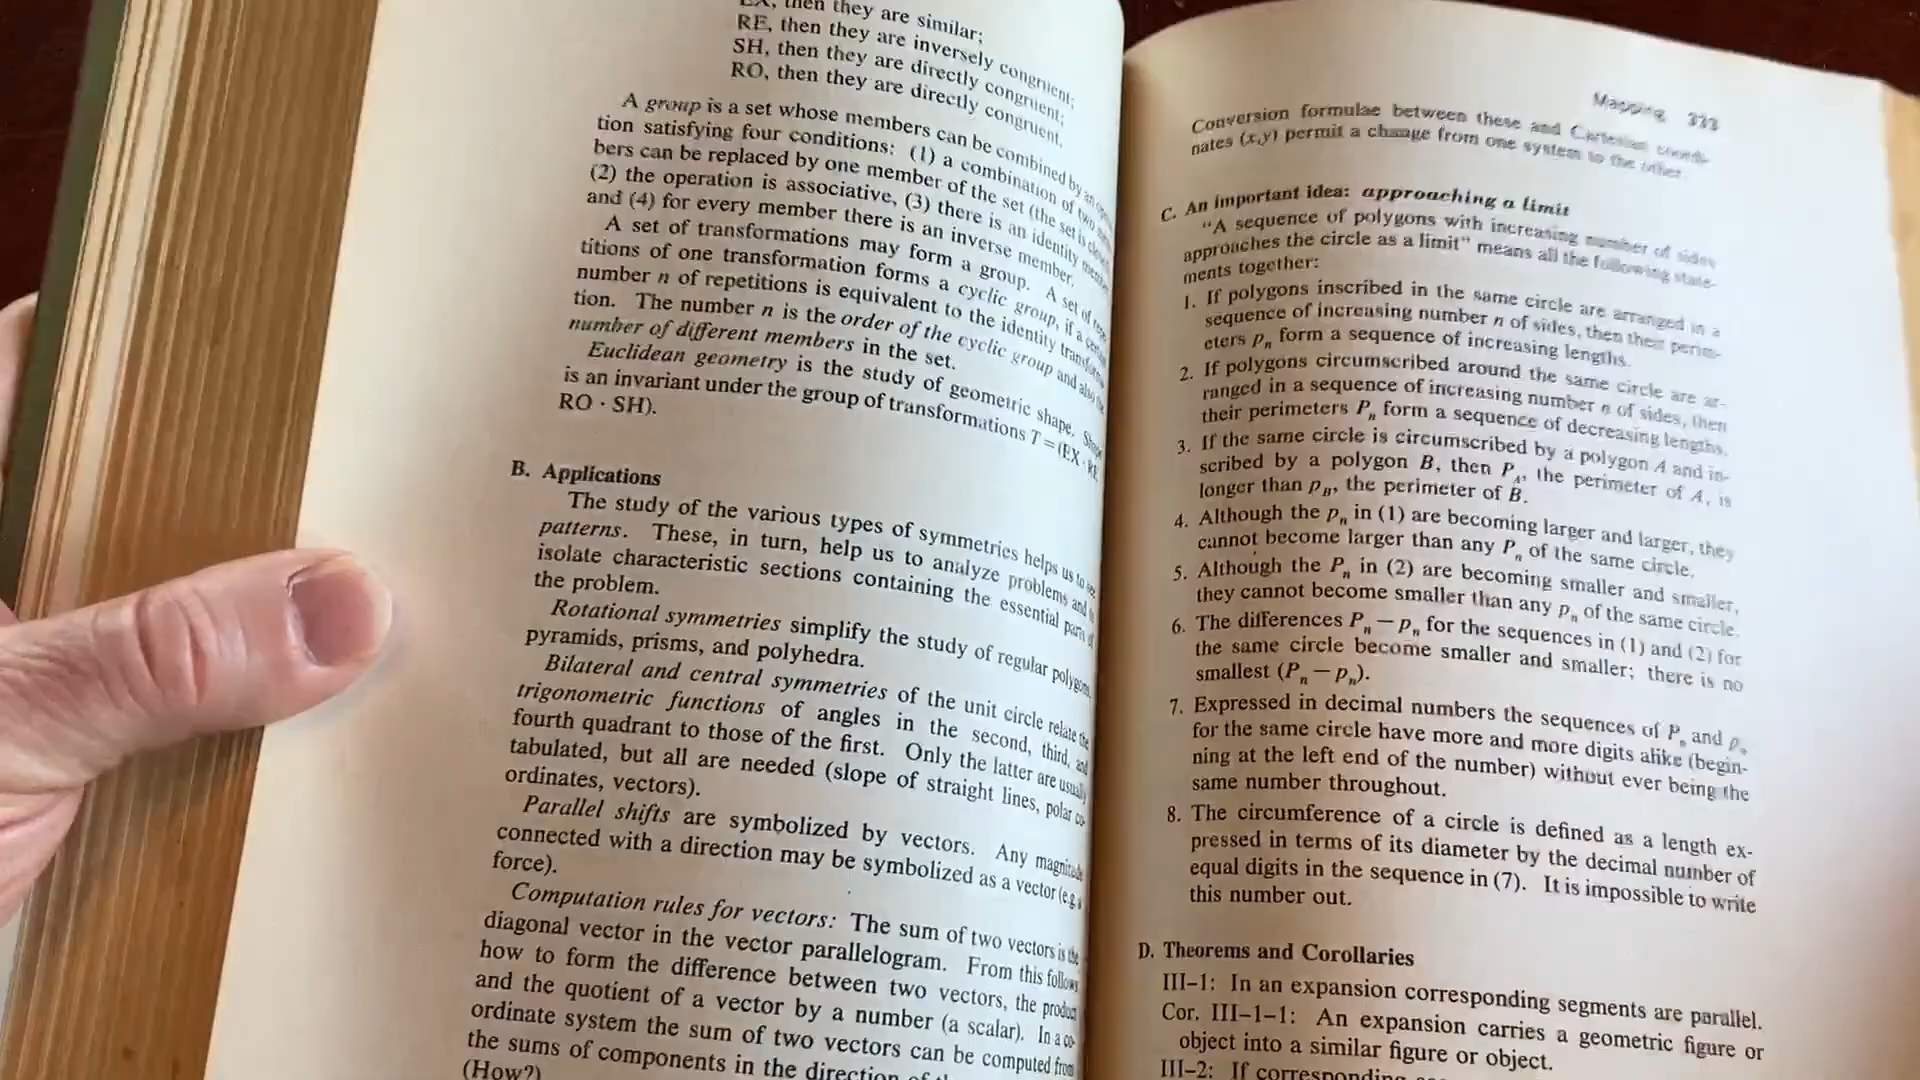 then they are similar;
RE, then they are inversely congruent;
SH, then they are directly congruent;
RO, then they are directly congruent.
A group is a set whose members can be combined by an
tion satisfying four conditions: (1) a combination of two
bers can be replaced by one member of the set (the set is
(2) the operation is associative, (3) there is an identity
and (4) for every member there is an inverse member.
A set of transformations may form a group. A set of
titions of one transformation forms a cyclic group, if a
number n of repetitions is equivalent to the identity
tion. The number n is the order of the cyclic group and also the
number of different members in the set.
Euclidean geometry is the study of geometric shape.
is an invariant under the group of transformations T = (EX · RE
RO · SH).
B. Applications
The study of the various types of symmetries helps us to
patterns. These, in turn, help us to analyze problems and
isolate characteristic sections containing the essential parts of
the problem.
Rotational symmetries simplify the study of regular polygons,
pyramids, prisms, and polyhedra.
Bilateral and central symmetries of the unit circle relate the
trigonometric functions of angles in the second, third, and
fourth quadrant to those of the first. Only the latter are usually
tabulated, but all are needed (slope of straight lines, polar co-
ordinates, vectors).
Parallel shifts are symbolized by vectors. Any magnitude
connected with a direction may be symbolized as a vector (e.g. a
force).
Computation rules for vectors: The sum of two vectors is the
diagonal vector in the vector parallelogram. From this follows
how to form the difference between two vectors, the product
and the quotient of a vector by a number (a scalar). In a co-
ordinate system the sum of two vectors can be computed from
the sums of components in the direction of
(How?)
Mapping 333
Conversion formulae between these and Cartesian coordi-
nates (x,y) permit a change from one system to the other.
C. An important idea: approaching a limit
"A sequence of polygons with increasing number of sides
approaches the circle as a limit" means all the following state-
ments together:
1. If polygons inscribed in the same circle are arranged in a
sequence of increasing number n of sides, then their perim-
eters pn form a sequence of increasing lengths.
2. If polygons circumscribed around the same circle are ar-
ranged in a sequence of increasing number n of sides, then
their perimeters Pn form a sequence of decreasing lengths.
3. If the same circle is circumscribed by a polygon A and in-
scribed by a polygon B, then PA, the perimeter of A, is
longer than pB, the perimeter of B.
4. Although the pn in (1) are becoming larger and larger, they
cannot become larger than any Pn of the same circle.
5. Although the Pn in (2) are becoming smaller and smaller,
they cannot become smaller than any pn of the same circle.
6. The differences Pn − pn for the sequences in (1) and (2) for
the same circle become smaller and smaller; there is no
smallest (Pn − pn).
7. Expressed in decimal numbers the sequences of Pn and pn
for the same circle have more and more digits alike (begin-
ning at the left end of the number) without ever being the
same number throughout.
8. The circumference of a circle is defined as a length ex-
pressed in terms of its diameter by the decimal number of
equal digits in the sequence in (7). It is impossible to write
this number out.
D. Theorems and Corollaries
III–1: In an expansion corresponding segments are parallel.
Cor. III–1–1: An expansion carries a geometric figure or
object into a similar figure or object.
III–2: If corresponding